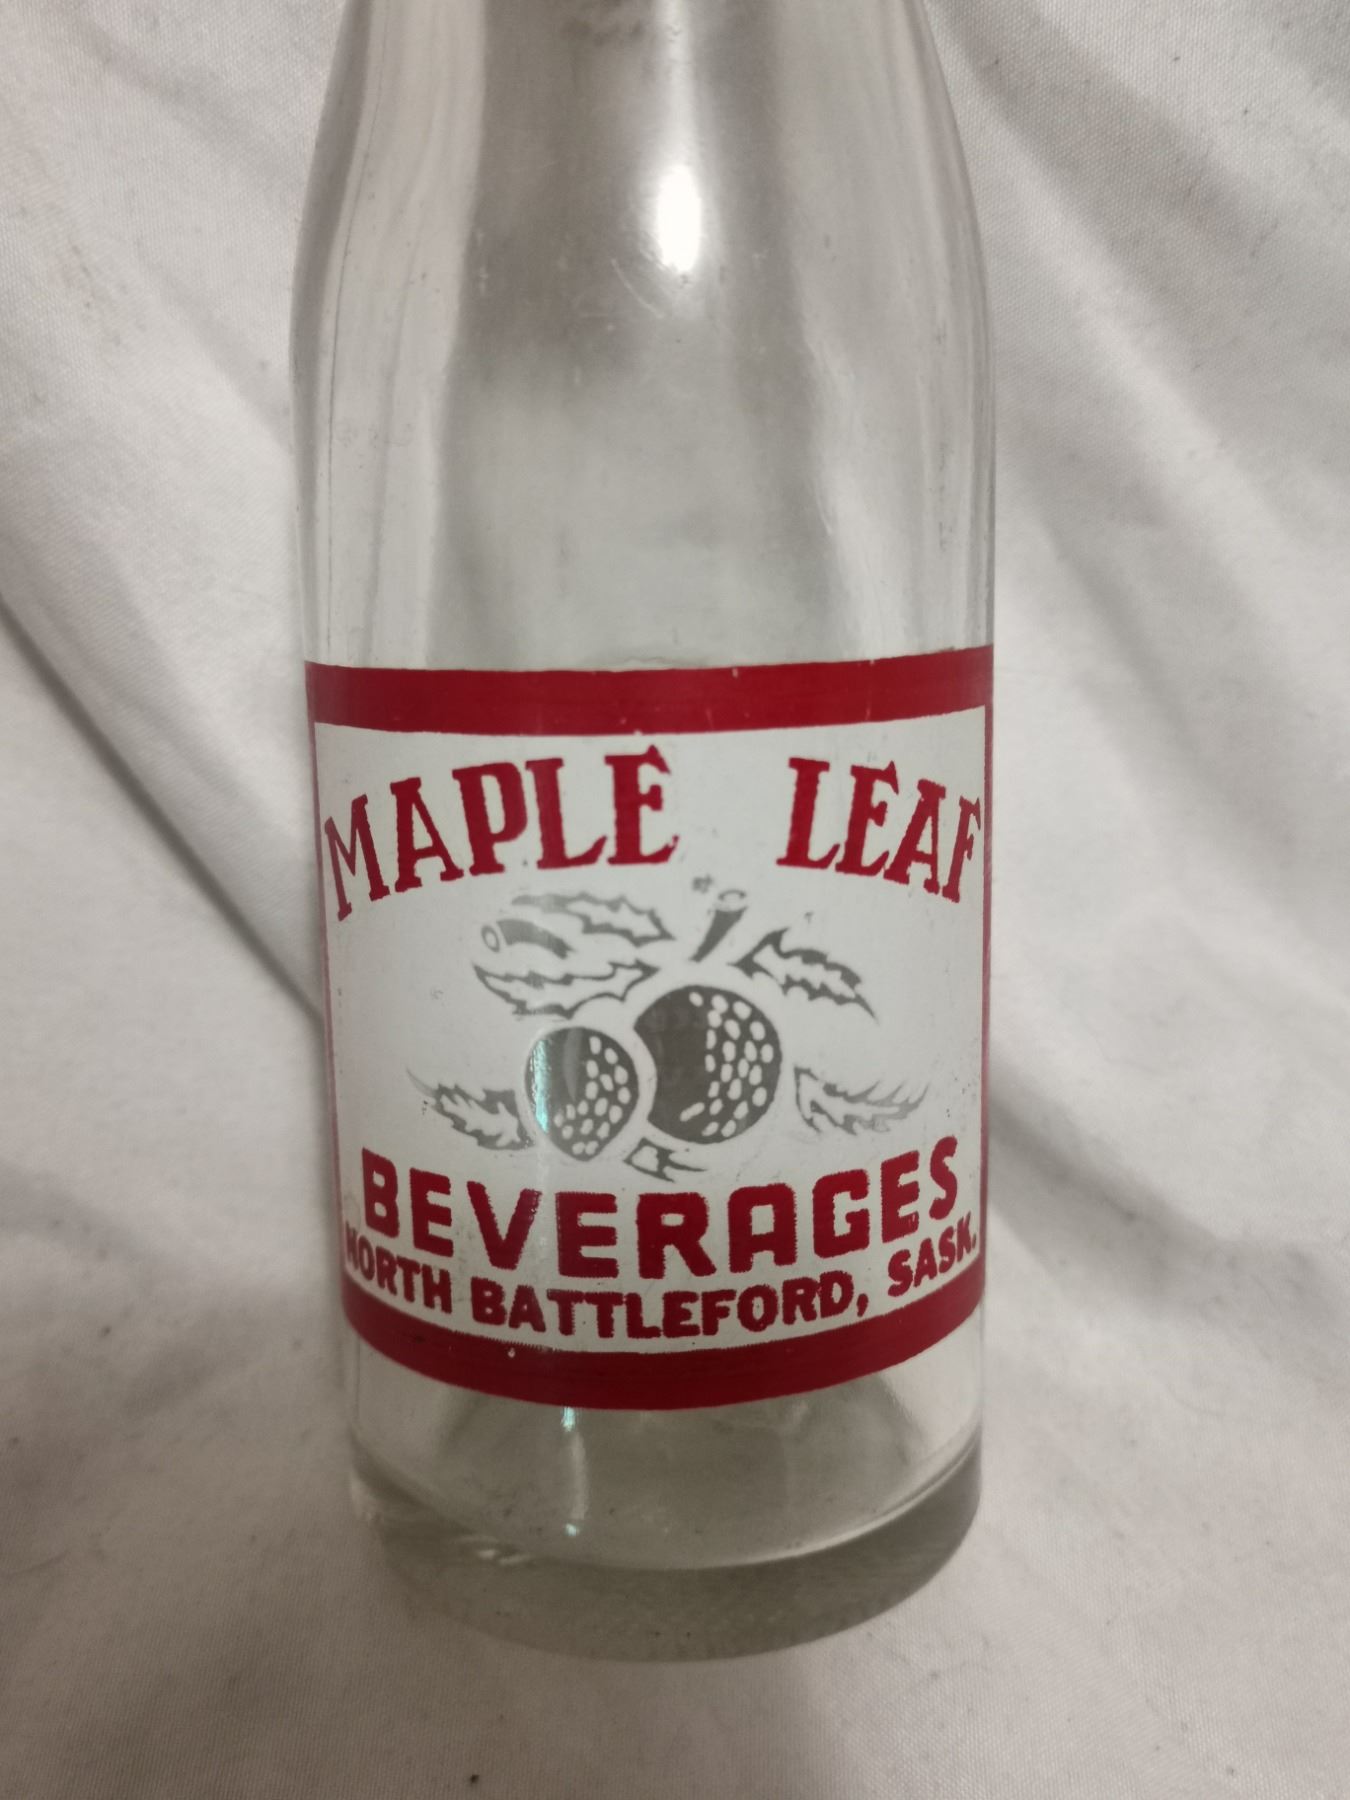 MAPLE LEAF
BEVERAGES
NORTH BATTLEFORD, SASK.